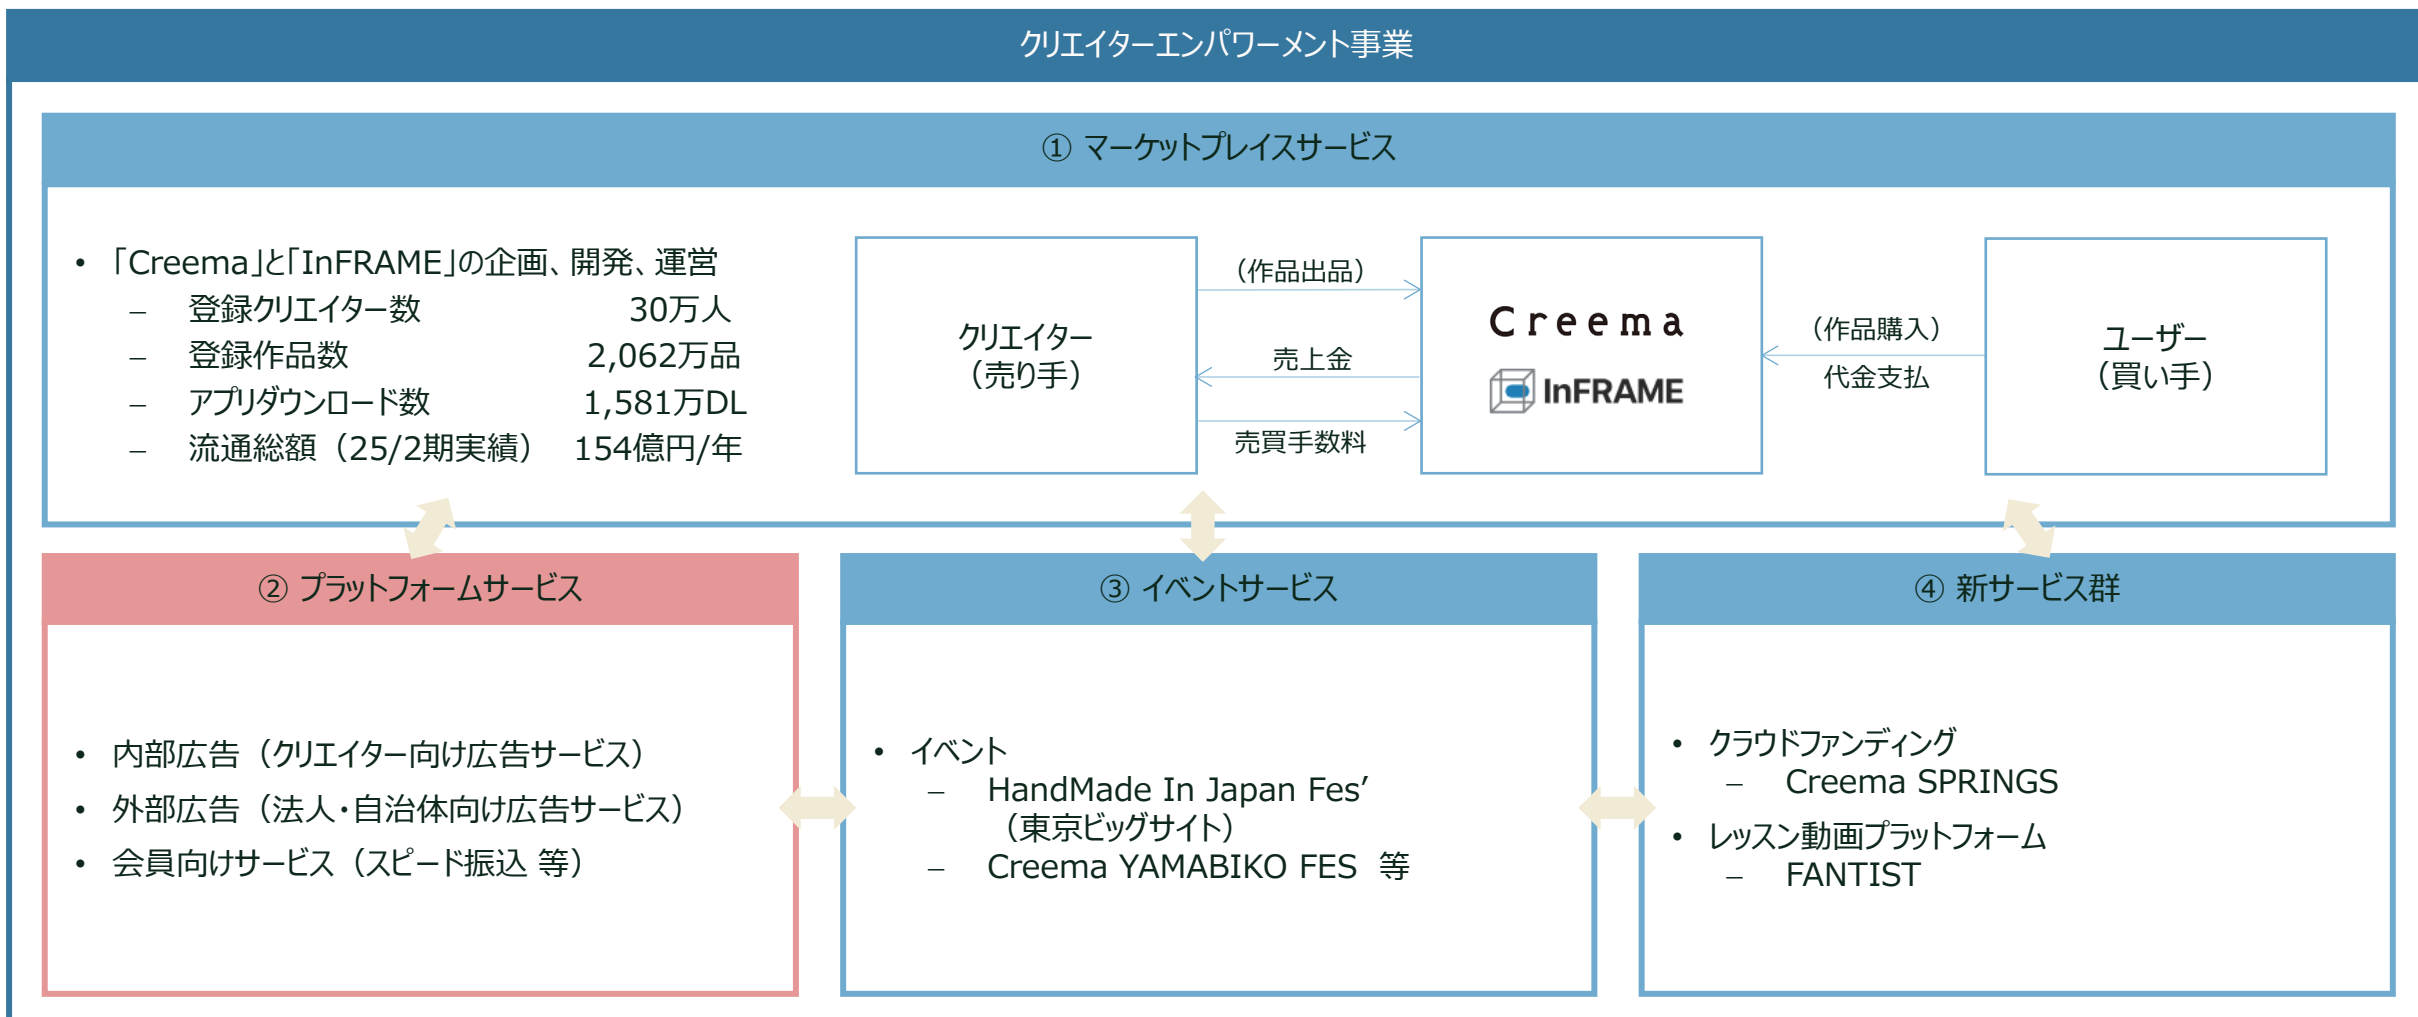 クリエイターエンパワーメント事業
① マーケットプレイスサービス
• 「Creema」と「InFRAME」の企画、開発、運営
– 登録クリエイター数 30万人
– 登録作品数 2,062万品
– アプリダウンロード数 1,581万DL
– 流通総額（25/2期実績） 154億円/年
クリエイター
（売り手）
（作品出品）
売上金
売買手数料
Creema
InFRAME
（作品購入）
代金支払
ユーザー
（買い手）
② プラットフォームサービス
• 内部広告（クリエイター向け広告サービス）
• 外部広告（法人・自治体向け広告サービス）
• 会員向けサービス（スピード振込 等）
③ イベントサービス
• イベント
– HandMade In Japan Fes’
（東京ビッグサイト）
– Creema YAMABIKO FES 等
④ 新サービス群
• クラウドファンディング
– Creema SPRINGS
• レッスン動画プラットフォーム
– FANTIST